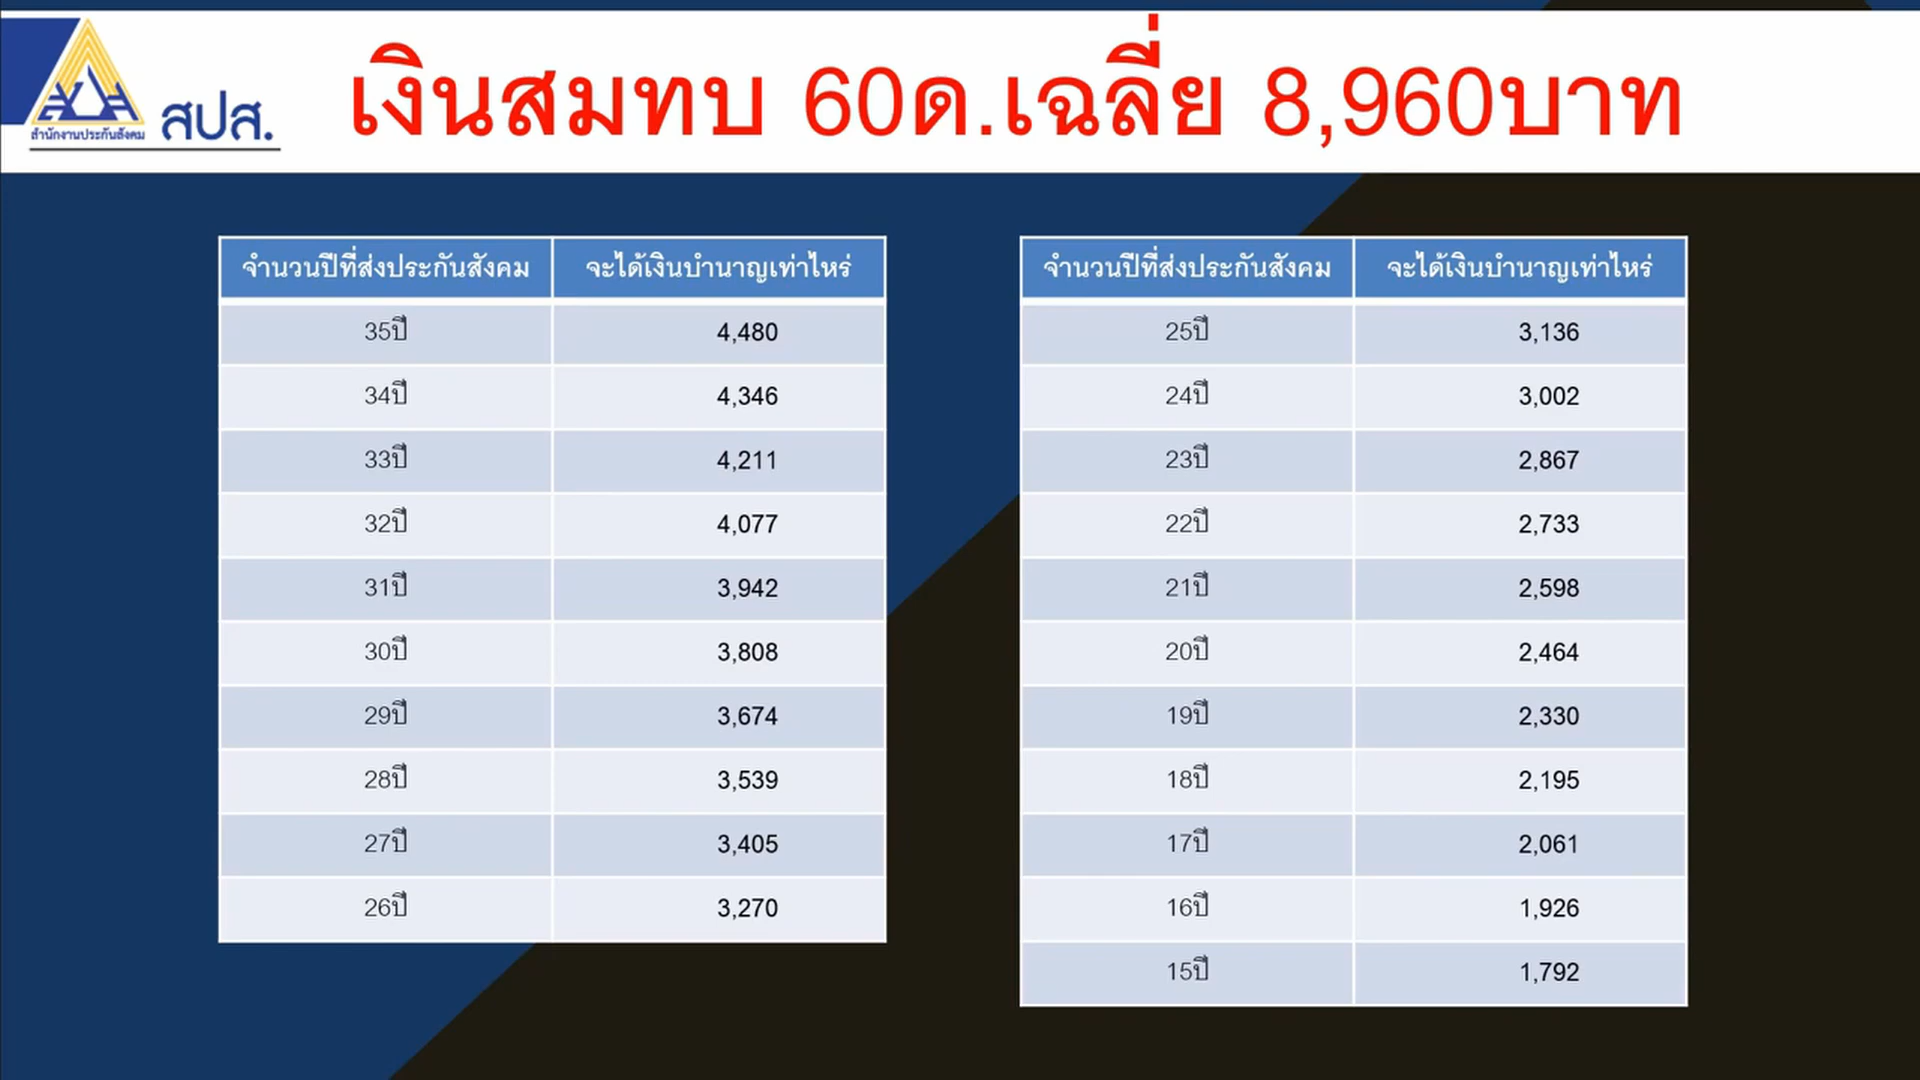 สปส
สำนักงานประกันสังคม
สปส.
เงินสมทบ 60ด.เฉลี่ย 8,960บาท
จำนวนปีที่ส่งประกันสังคม จะได้เงินบำนาญเท่าไหร่
35ปี 4,480
34ปี 4,346
33ปี 4,211
32ปี 4,077
31ปี 3,942
30ปี 3,808
29ปี 3,674
28ปี 3,539
27ปี 3,405
26ปี 3,270
จำนวนปีที่ส่งประกันสังคม จะได้เงินบำนาญเท่าไหร่
25ปี 3,136
24ปี 3,002
23ปี 2,867
22ปี 2,733
21ปี 2,598
20ปี 2,464
19ปี 2,330
18ปี 2,195
17ปี 2,061
16ปี 1,926
15ปี 1,792